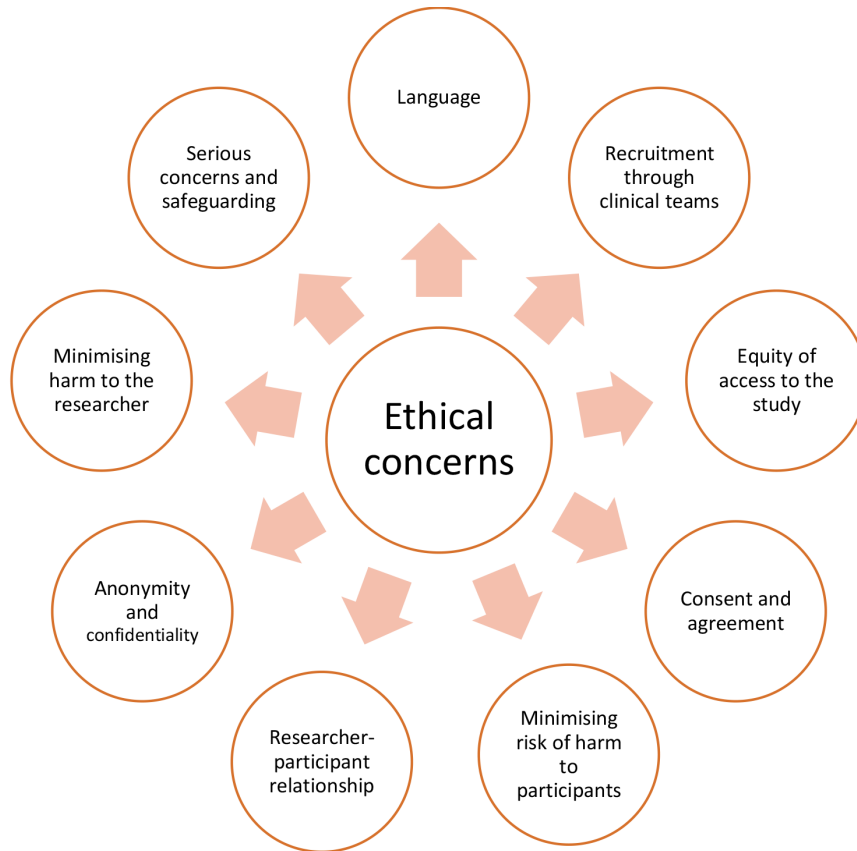 Language
Recruitment
through
clinical teams
Equity of
access to the
study
Consent and
agreement
Minimising
risk of harm
to
participants
Researcher-
participant
relationship
Anonymity
and
confidentiality
Minimising
harm to the
researcher
Serious
concerns and
safeguarding
Ethical
concerns